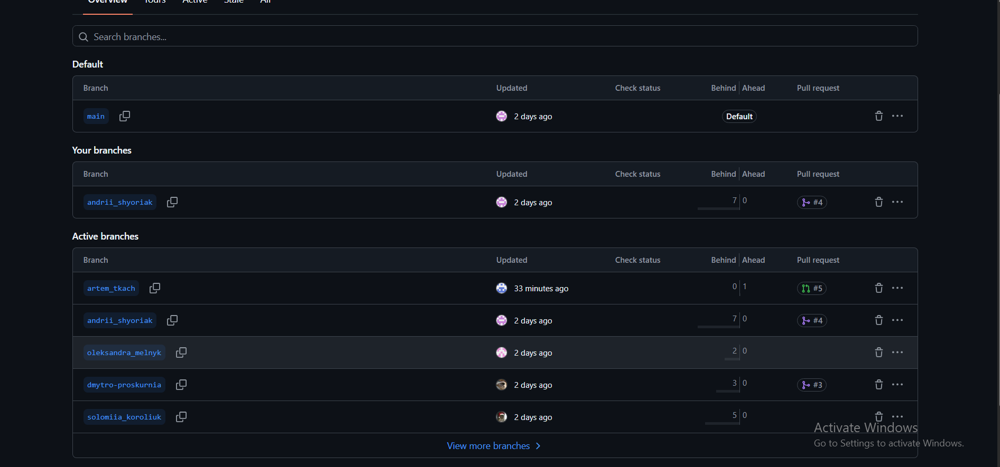 Overview Yours Active Stale All
Search branches...
Default
Branch Updated Check status Behind Ahead Pull request
main 2 days ago Default
Your branches
Branch Updated Check status Behind Ahead Pull request
andrii_shyoriak 2 days ago 7 0 #4
Active branches
Branch Updated Check status Behind Ahead Pull request
artem_tkach 33 minutes ago 0 1 #5
andrii_shyoriak 2 days ago 7 0 #4
oleksandra_melnyk 2 days ago 2 0
dmytro-proskurnia 2 days ago 3 0 #3
solomiia_koroliuk 2 days ago 5 0
Activate Windows
Go to Settings to activate Windows.
View more branches